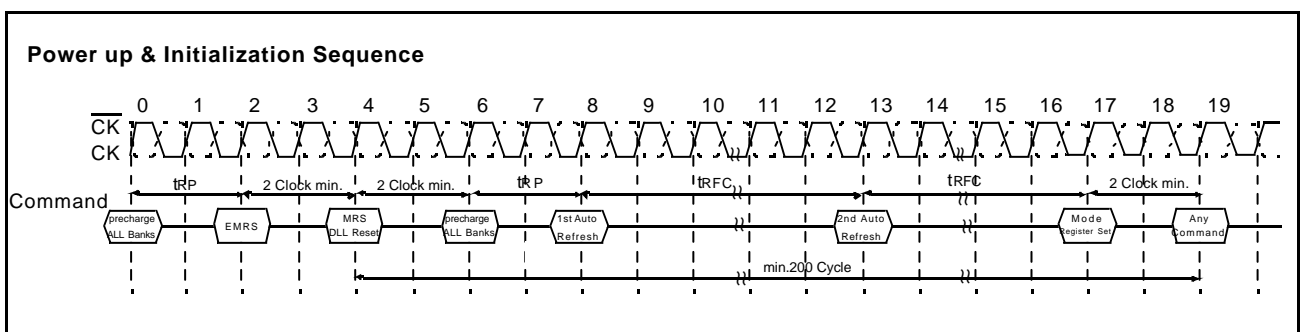 Power up & Initialization Sequence
0 1 2 3 4 5 6 7 8 9 10 11 12 13 14 15 16 17 18 19
CK
CK
tRP 2 Clock min. 2 Clock min. tRP tRFC tRFC 2 Clock min.
Command
precharge ALL Banks
EMRS
MRS DLL Reset
precharge ALL Banks
1st Auto Refresh
2nd Auto Refresh
Mode Register Set
Any Command
min.200 Cycle